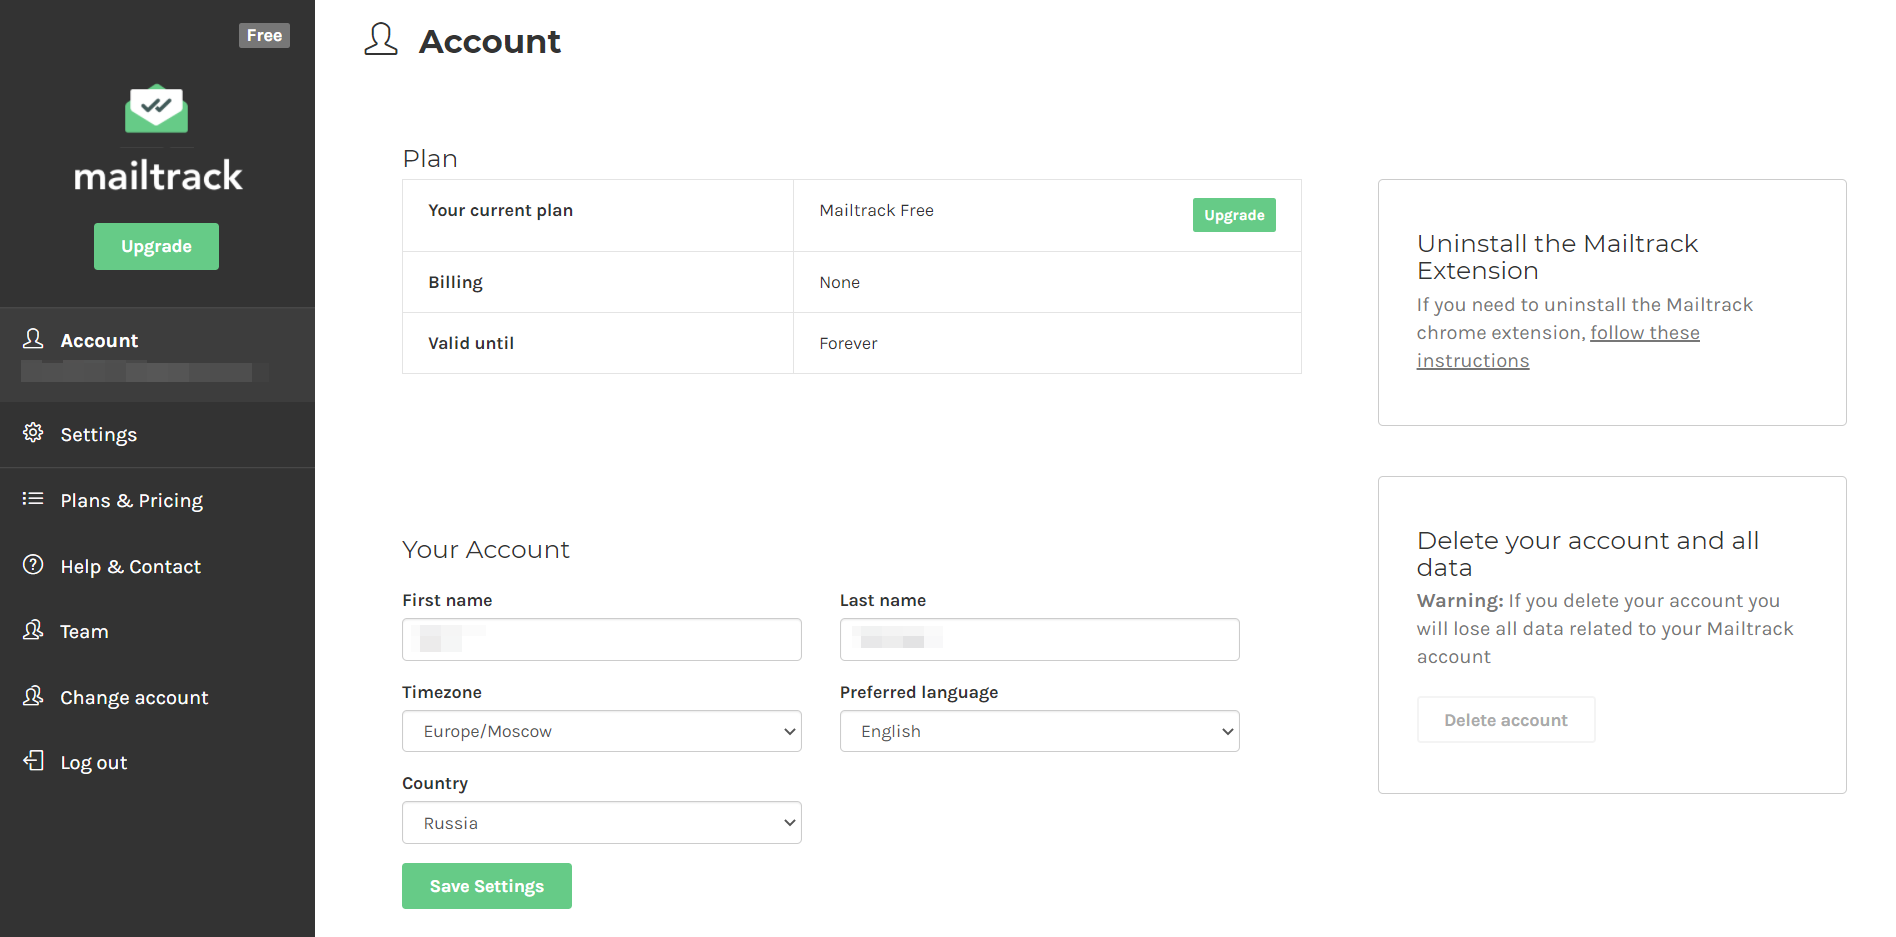 Free
mailtrack
Upgrade
Account
Settings
Plans & Pricing
Help & Contact
Team
Change account
Log out
Account
Plan
Your current plan
Mailtrack Free
Upgrade
Billing
None
Valid until
Forever
Your Account
First name
Last name
Timezone
Preferred language
Europe/Moscow
English
Country
Russia
Save Settings
Uninstall the Mailtrack
Extension
If you need to uninstall the Mailtrack
chrome extension, follow these
instructions
Delete your account and all
data
Warning: If you delete your account you
will lose all data related to your Mailtrack
account
Delete account